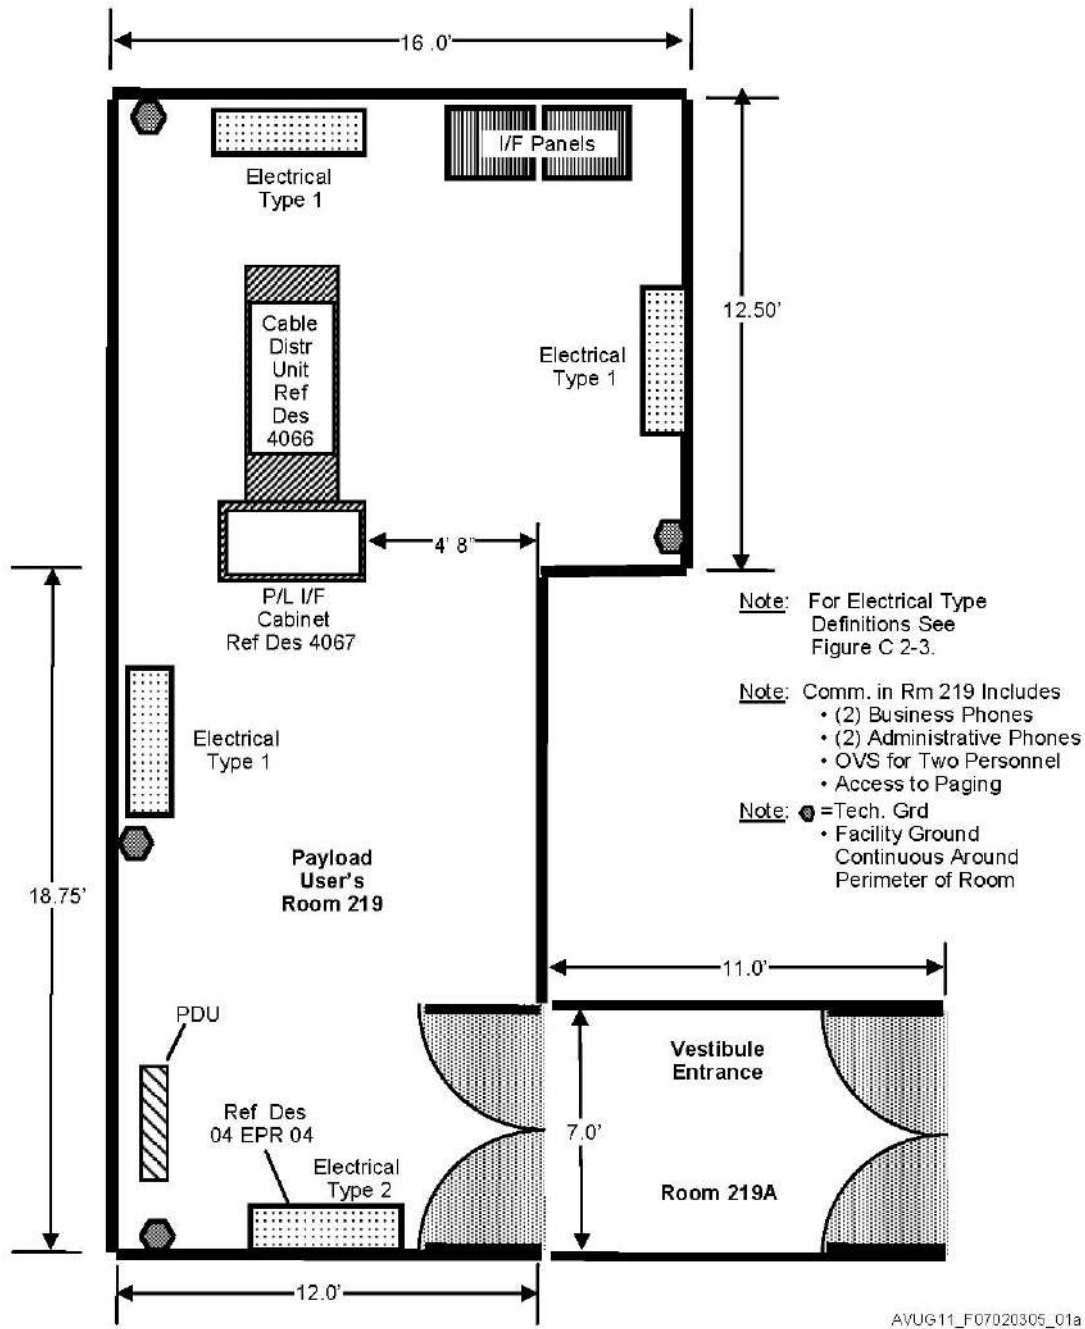 16 .0'
I/F Panels
Electrical
Type 1
12.50'
Cable
Distr
Unit
Ref
Des
4066
Electrical
Type 1
4' 8"
P/L I/F
Cabinet
Ref Des 4067
Note: For Electrical Type
Definitions See
Figure C 2-3.
Note: Comm. in Rm 219 Includes
• (2) Business Phones
• (2) Administrative Phones
• OVS for Two Personnel
• Access to Paging
Note: =Tech. Grd
• Facility Ground
Continuous Around
Perimeter of Room
Electrical
Type 1
18.75'
Payload
User's
Room 219
11.0'
PDU
Vestibule
Entrance
7.0'
Ref Des
04 EPR 04
Electrical
Type 2
Room 219A
12.0'
AVUG11_F07020305_01a